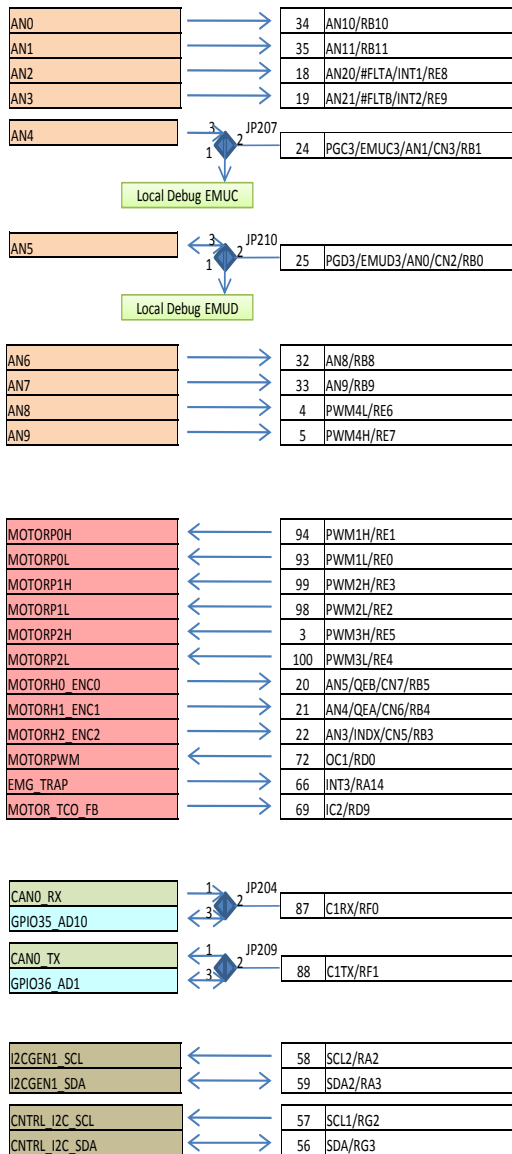 AN0 34 AN10/RB10
AN1 35 AN11/RB11
AN2 18 AN20/#FLTA/INT1/RE8
AN3 19 AN21/#FLTB/INT2/RE9
AN4 3 JP207
1 2 24 PGC3/EMUC3/AN1/CN3/RB1
Local Debug EMUC
AN5 3 JP210
1 2 25 PGD3/EMUD3/AN0/CN2/RB0
Local Debug EMUD
AN6 32 AN8/RB8
AN7 33 AN9/RB9
AN8 4 PWM4L/RE6
AN9 5 PWM4H/RE7
MOTORP0H 94 PWM1H/RE1
MOTORP0L 93 PWM1L/RE0
MOTORP1H 99 PWM2H/RE3
MOTORP1L 98 PWM2L/RE2
MOTORP2H 3 PWM3H/RE5
MOTORP2L 100 PWM3L/RE4
MOTORH0_ENC0 20 AN5/QEB/CN7/RB5
MOTORH1_ENC1 21 AN4/QEA/CN6/RB4
MOTORH2_ENC2 22 AN3/INDX/CN5/RB3
MOTORPWM 72 OC1/RD0
EMG_TRAP 66 INT3/RA14
MOTOR_TCO_FB 69 IC2/RD9
CAN0_RX 1 JP204
GPIO35_AD10 3 2 87 C1RX/RF0
CAN0_TX 1 JP209
GPIO36_AD1 3 2 88 C1TX/RF1
I2CGEN1_SCL 58 SCL2/RA2
I2CGEN1_SDA 59 SDA2/RA3
CNTRL_I2C_SCL 57 SCL1/RG2
CNTRL_I2C_SDA 56 SDA/RG3